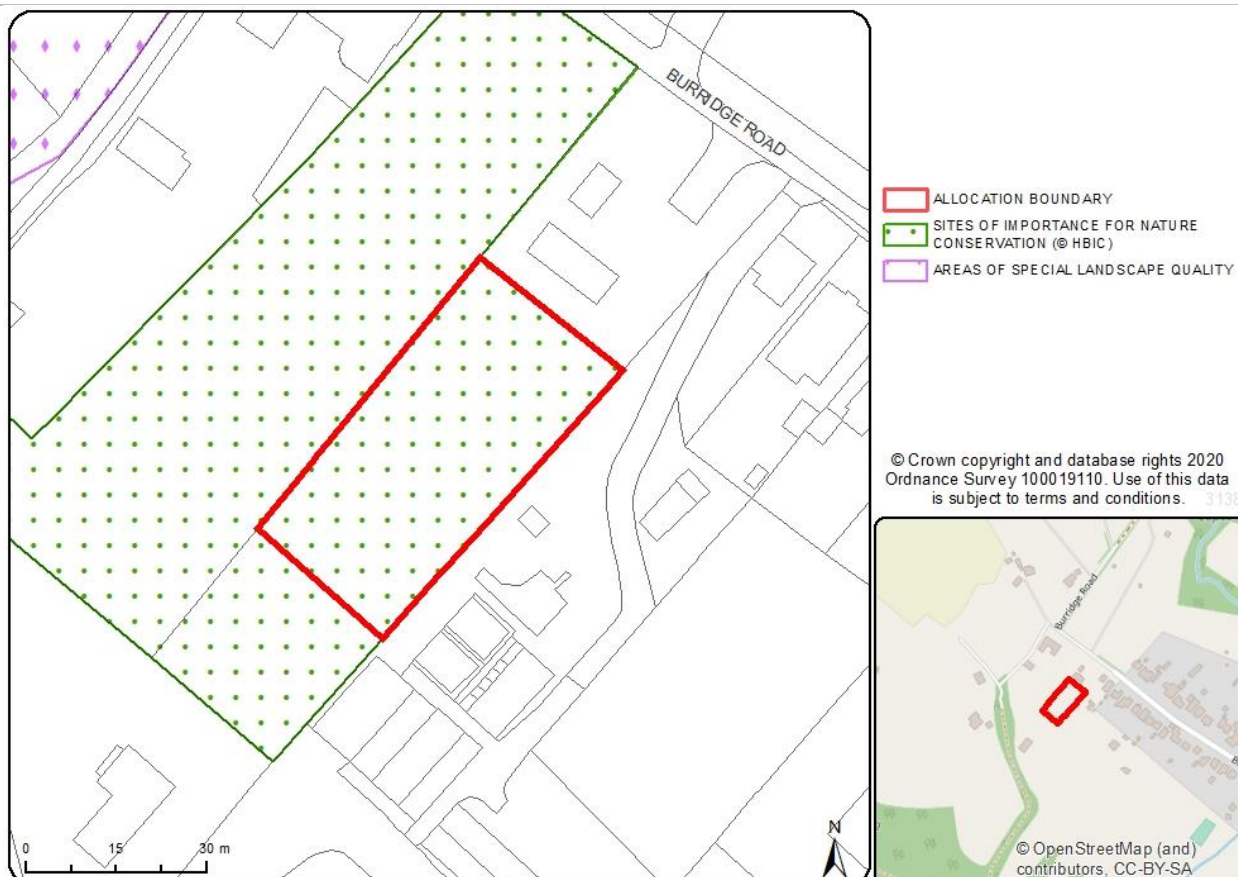 BURRIDGE ROAD
ALLOCATION BOUNDARY
SITES OF IMPORTANCE FOR NATURE
CONSERVATION (© HBIC)
AREAS OF SPECIAL LANDSCAPE QUALITY
© Crown copyright and database rights 2020
Ordnance Survey 100019110. Use of this data
is subject to terms and conditions. 3138
0 15 30 m
N
Burridge Road
B
© OpenStreetMap (and)
contributors, CC-BY-SA